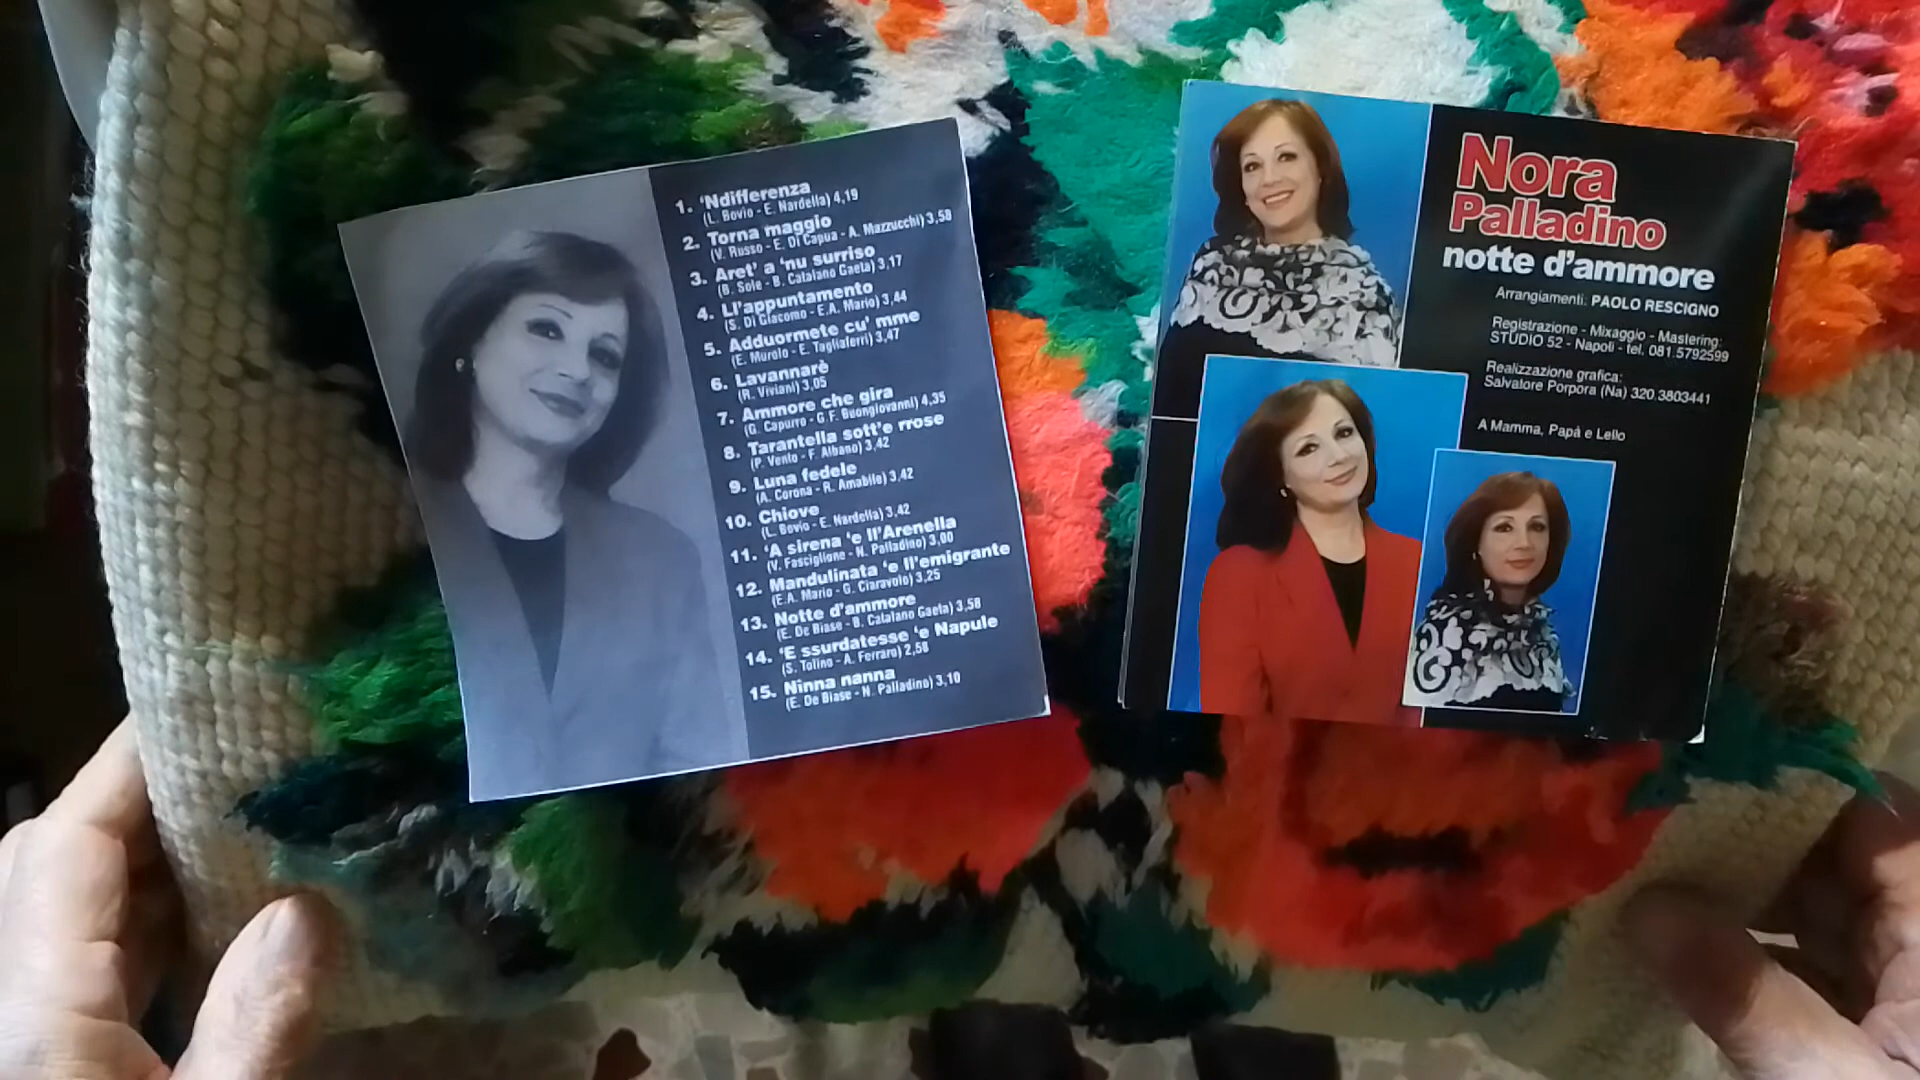 1. 'Ndifferenza
(L. Bovio - E. Nardella) 4,19
2. Torna maggio
(V. Russo - E. Di Capua - A. Mazzucchi) 3,58
3. Aret' a 'nu surriso
(B. Sole - B. Catalano Gaeta) 3,17
4. Ll'appuntamento
(S. Di Giacomo - E.A. Mario) 3,44
5. Adduormete cu' mme
(E. Murolo - E. Tagliaferri) 3,47
6. Lavannarè
(R. Viviani) 3,05
7. Ammore che gira
(G. Capurro - G.F. Buongiovanni) 4,35
8. Tarantella sott'e rrose
(P. Vento - F. Albano) 3,42
9. Luna fedele
(A. Corona - R. Amabile) 3,42
10. Chiove
(L. Bovio - E. Nardella) 3,42
11. 'A sirena 'e ll'Arenella
(V. Fasciglione - N. Palladino) 3,00
12. Mandulinata 'e ll'emigrante
(E.A. Mario - G. Ciaravolo) 3,25
13. Notte d'ammore
(E. De Biase - B. Catalano Gaeta) 3,58
14. 'E ssurdatesse 'e Napule
(S. Tolino - A. Ferraro) 2,58
15. Ninna nanna
(E. De Biase - N. Palladino) 3,10
Nora
Palladino
notte d'ammore
Arrangiamenti: PAOLO RESCIGNO
Registrazione - Mixaggio - Mastering:
STUDIO 52 - Napoli - tel. 081.5792599
Realizzazione grafica:
Salvatore Porpora (Na) 320.3803441
A Mamma, Papà e Lello